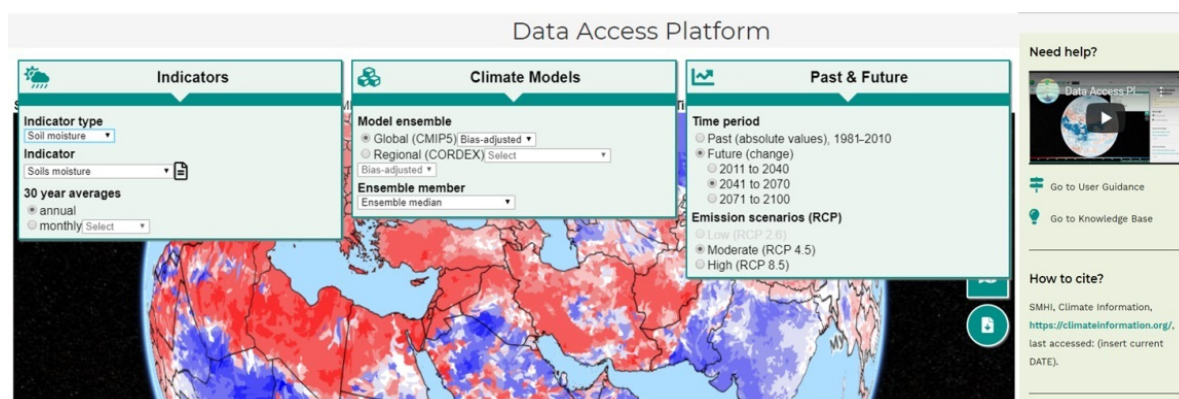 Data Access Platform
Indicators
Indicator type
Soil moisture
Indicator
Soils moisture
30 year averages
annual
monthly Select
Climate Models
Model ensemble
Global (CMIP5) Bias-adjusted
Regional (CORDEX) Select
Bias-adjusted
Ensemble member
Ensemble median
Past & Future
Time period
Past (absolute values), 1981-2010
Future (change)
2011 to 2040
2041 to 2070
2071 to 2100
Emission scenarios (RCP)
Low (RCP 2.6)
Moderate (RCP 4.5)
High (RCP 8.5)
Need help?
Data Access Pl
Go to User Guidance
Go to Knowledge Base
How to cite?
SMHI, Climate Information,
https://climateinformation.org/,
last accessed: (insert current
DATE).